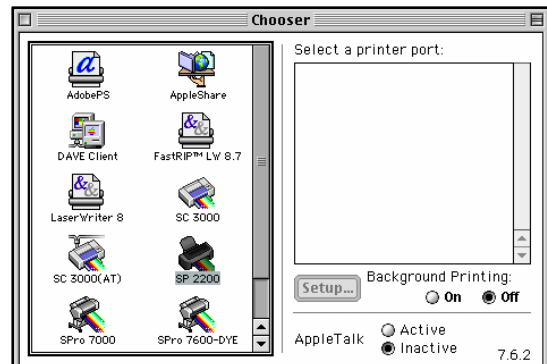 Chooser
AdobePS
AppleShare
DAVE Client
FastRIP™ LW 8.7
LaserWriter 8
SC 3000
SC 3000(AT)
SP 2200
SPro 7000
SPro 7600-DYE
Select a printer port:
Setup...
Background Printing:
On
Off
AppleTalk
Active
Inactive
7.6.2